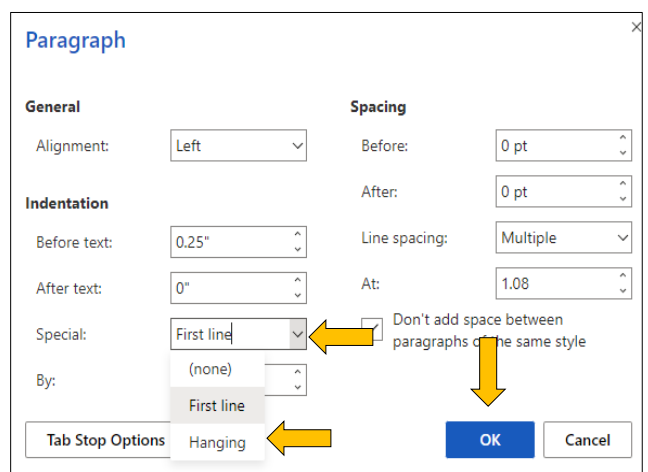 Paragraph
General
Alignment: Left
Indentation
Before text: 0.25"
After text: 0"
Special: First line
(none)
First line
Hanging
By:
Tab Stop Options
Spacing
Before: 0 pt
After: 0 pt
Line spacing: Multiple
At: 1.08
Don't add space between
paragraphs of the same style
OK Cancel